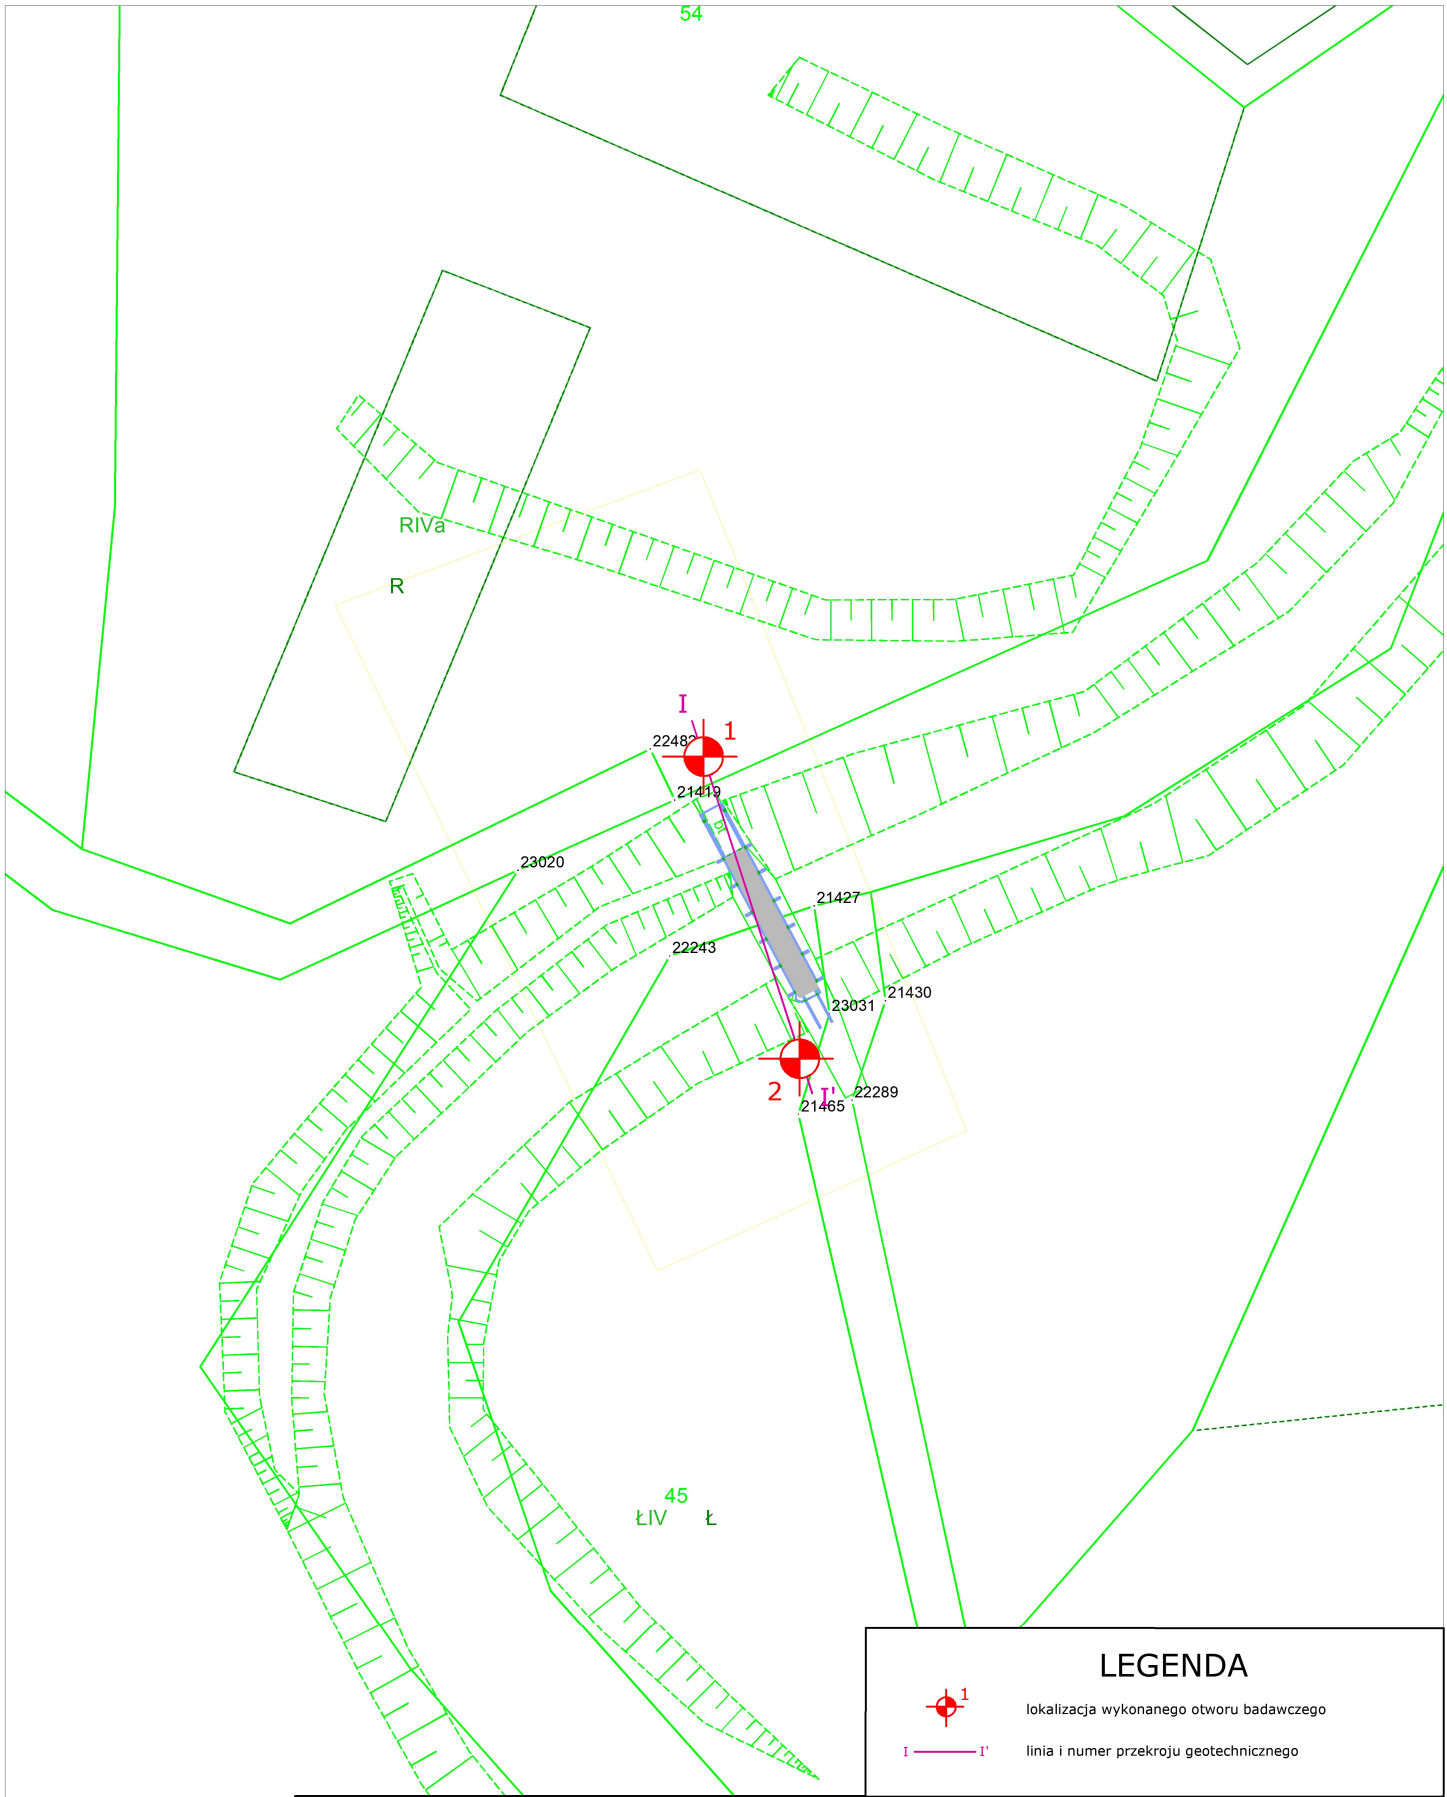 54
RIVa
R
I
1
22482
21419
bt
23020
21427
22243
21430
23031
2
I'
22289
21465
45
ŁIV Ł
LEGENDA
1
lokalizacja wykonanego otworu badawczego
I I'
linia i numer przekroju geotechnicznego